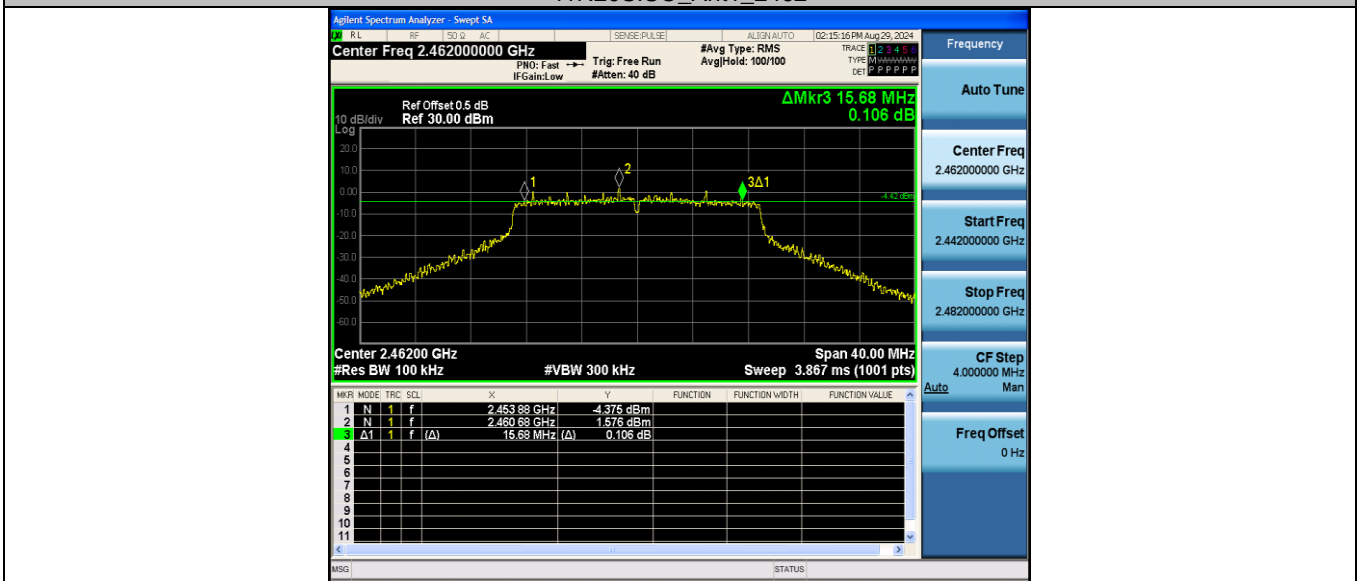 Agilent Spectrum Analyzer - Swept SA
RL RF 50 Ω AC SENSE:PULSE ALIGN AUTO 02:15:16 PM Aug 29, 2024
Center Freq 2.462000000 GHz #Avg Type: RMS TRACE 1 2 3 4 5 6
PNO: Fast Trig: Free Run Avg|Hold: 100/100 TYPE M
IFGain:Low #Atten: 40 dB DET P P P P P P
Frequency
Auto Tune
Center Freq
2.462000000 GHz
Start Freq
2.442000000 GHz
Stop Freq
2.482000000 GHz
CF Step
4.000000 MHz
Auto Man
Freq Offset
0 Hz
ΔMkr3 15.68 MHz
0.106 dB
Ref Offset 0.5 dB
10 dB/div Ref 30.00 dBm
Log
20.0
10.0
0.00
-10.0
-20.0
-30.0
-40.0
-50.0
-60.0
1
2
3Δ1
-4.42 dBm
Center 2.46200 GHz Span 40.00 MHz
#Res BW 100 kHz #VBW 300 kHz Sweep 3.867 ms (1001 pts)
MKR MODE TRC SCL X Y FUNCTION FUNCTION WIDTH FUNCTION VALUE
1 N 1 f 2.453 88 GHz -4.375 dBm
2 N 1 f 2.460 68 GHz 1.576 dBm
3 Δ1 1 f (Δ) 15.68 MHz (Δ) 0.106 dB
4
5
6
7
8
9
10
11
MSG STATUS